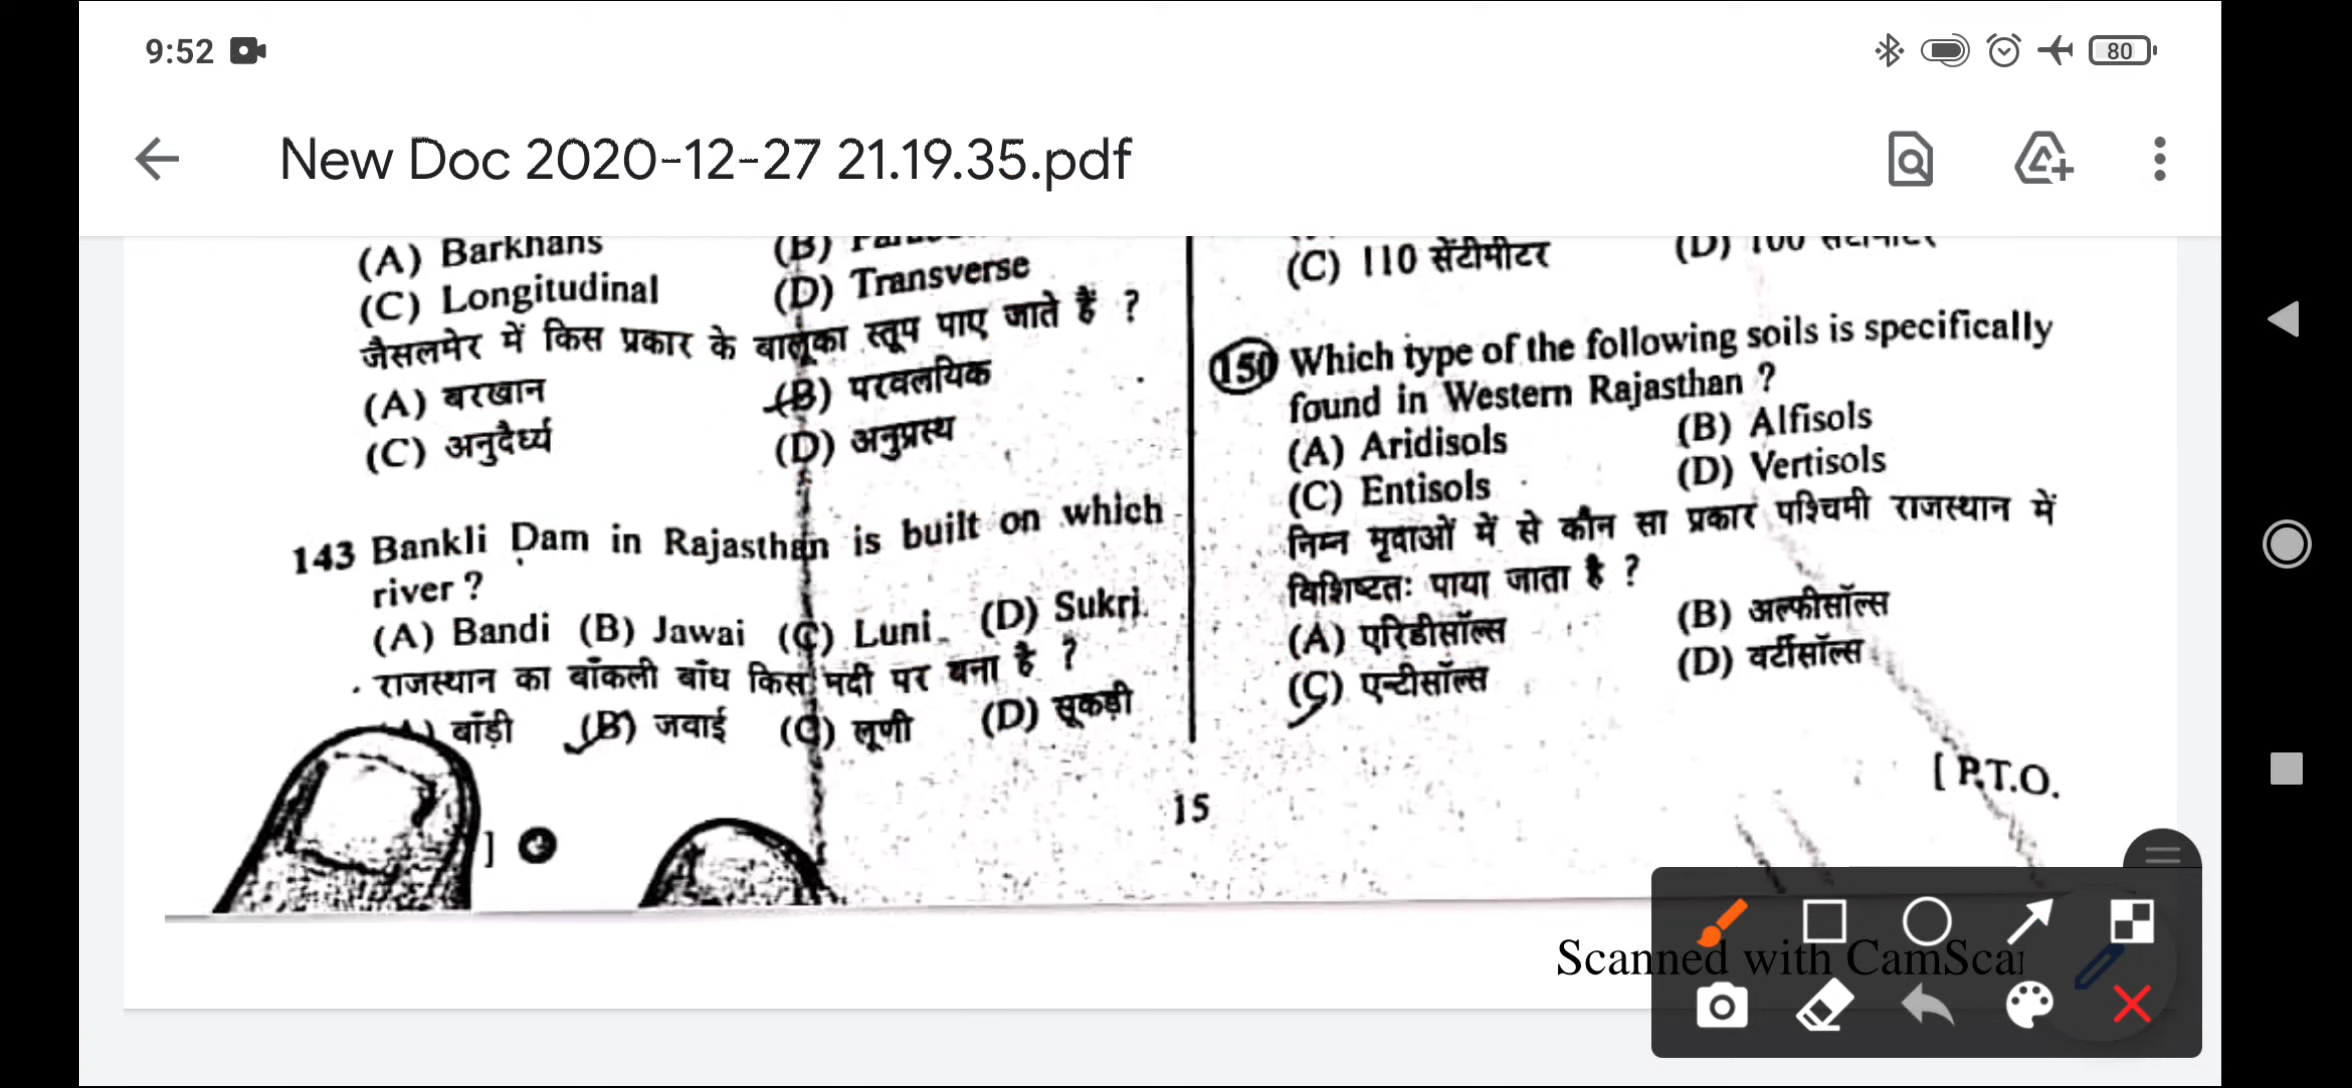 9:52
80
New Doc 2020-12-27 21.19.35.pdf
(A) Barkhans (B)
(C) Longitudinal (D) Transverse
जैसलमेर में किस प्रकार के बालूका स्तूप पाए जाते हैं ?
(A) बरखान (B) परवलयिक
(C) अनुदैर्ध्य (D) अनुप्रस्थ
143 Bankli Dam in Rajasthan is built on which
river ?
(A) Bandi (B) Jawai (C) Luni (D) Sukri.
राजस्थान का बाँकली बाँध किस नदी पर बना है ?
(A) बाँड़ी (B) जवाई (C) लूणी (D) सूकड़ी
]
(C) 110 सेंटीमीटर (D) 100 सेंटीमीटर
150 Which type of the following soils is specifically
found in Western Rajasthan ?
(A) Aridisols (B) Alfisols
(C) Entisols (D) Vertisols
निम्न मृदाओं में से कौन सा प्रकार पश्चिमी राजस्थान में
विशिष्टतः पाया जाता है ?
(A) एरिडीसॉल्स (B) अल्फीसॉल्स
(C) एन्टीसॉल्स (D) वर्टीसॉल्स
15
[ P.T.O.
Scanned with CamScan